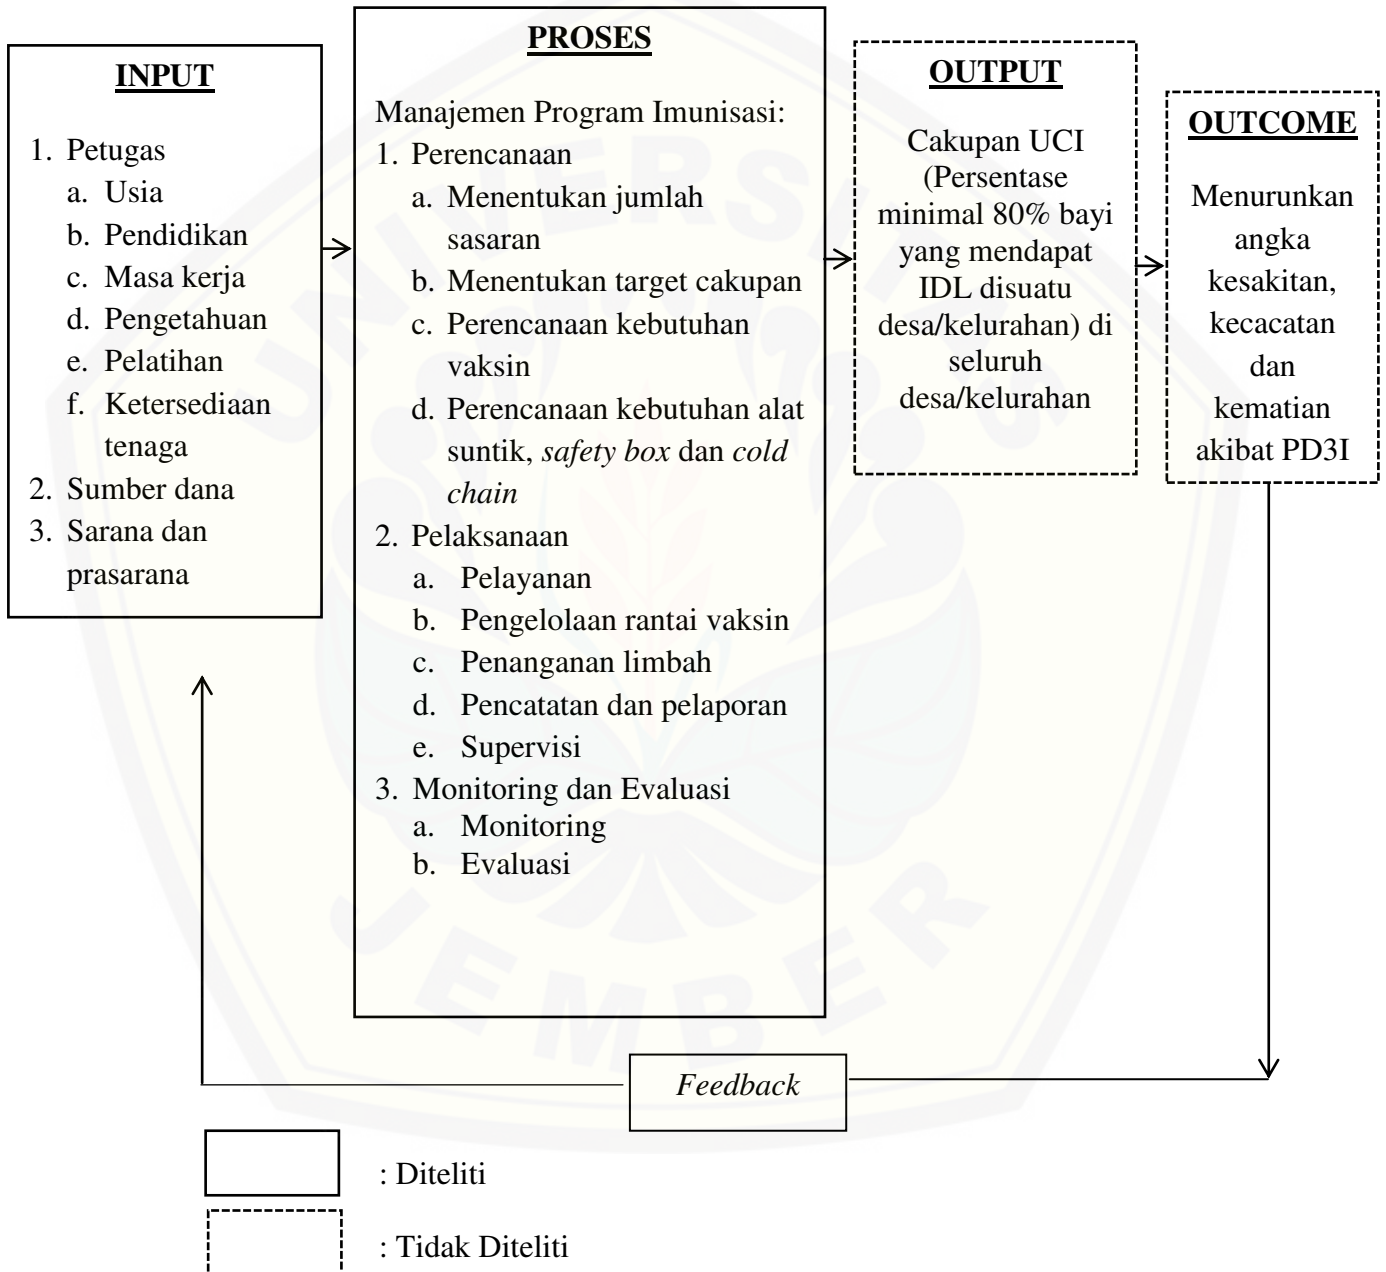 INPUT
1. Petugas
a. Usia
b. Pendidikan
c. Masa kerja
d. Pengetahuan
e. Pelatihan
f. Ketersediaan
tenaga
2. Sumber dana
3. Sarana dan
prasarana
PROSES
Manajemen Program Imunisasi:
1. Perencanaan
a. Menentukan jumlah
sasaran
b. Menentukan target cakupan
c. Perencanaan kebutuhan
vaksin
d. Perencanaan kebutuhan alat
suntik, safety box dan cold
chain
2. Pelaksanaan
a. Pelayanan
b. Pengelolaan rantai vaksin
c. Penanganan limbah
d. Pencatatan dan pelaporan
e. Supervisi
3. Monitoring dan Evaluasi
a. Monitoring
b. Evaluasi
OUTPUT
Cakupan UCI
(Persentase
minimal 80% bayi
yang mendapat
IDL disuatu
desa/kelurahan) di
seluruh
desa/kelurahan
OUTCOME
Menurunkan
angka
kesakitan,
kecacatan
dan
kematian
akibat PD3I
Feedback
: Diteliti
: Tidak Diteliti
UNIVERSITAS
JEMBER